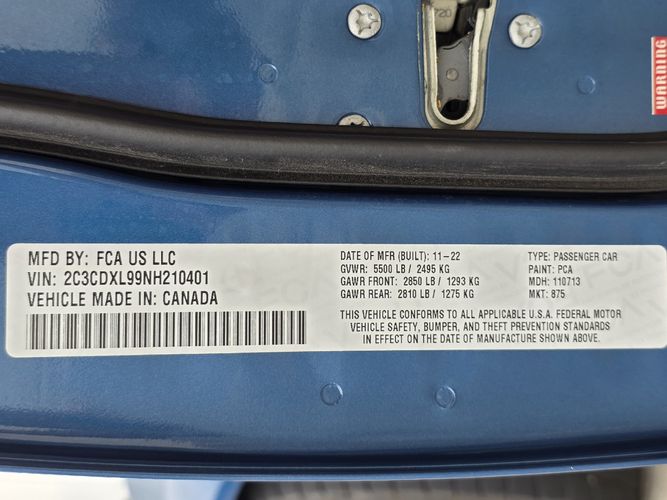 720
WARNING
MFD BY: FCA US LLC
VIN: 2C3CDXL99NH210401
VEHICLE MADE IN: CANADA
DATE OF MFR (BUILT): 11-22
GVWR: 5500 LB / 2495 KG
GAWR FRONT: 2850 LB / 1293 KG
GAWR REAR: 2810 LB / 1275 KG
TYPE: PASSENGER CAR
PAINT: PCA
MDH: 110713
MKT: 875
THIS VEHICLE CONFORMS TO ALL APPLICABLE U.S.A. FEDERAL MOTOR
VEHICLE SAFETY, BUMPER, AND THEFT PREVENTION STANDARDS
IN EFFECT ON THE DATE OF MANUFACTURE SHOWN ABOVE.